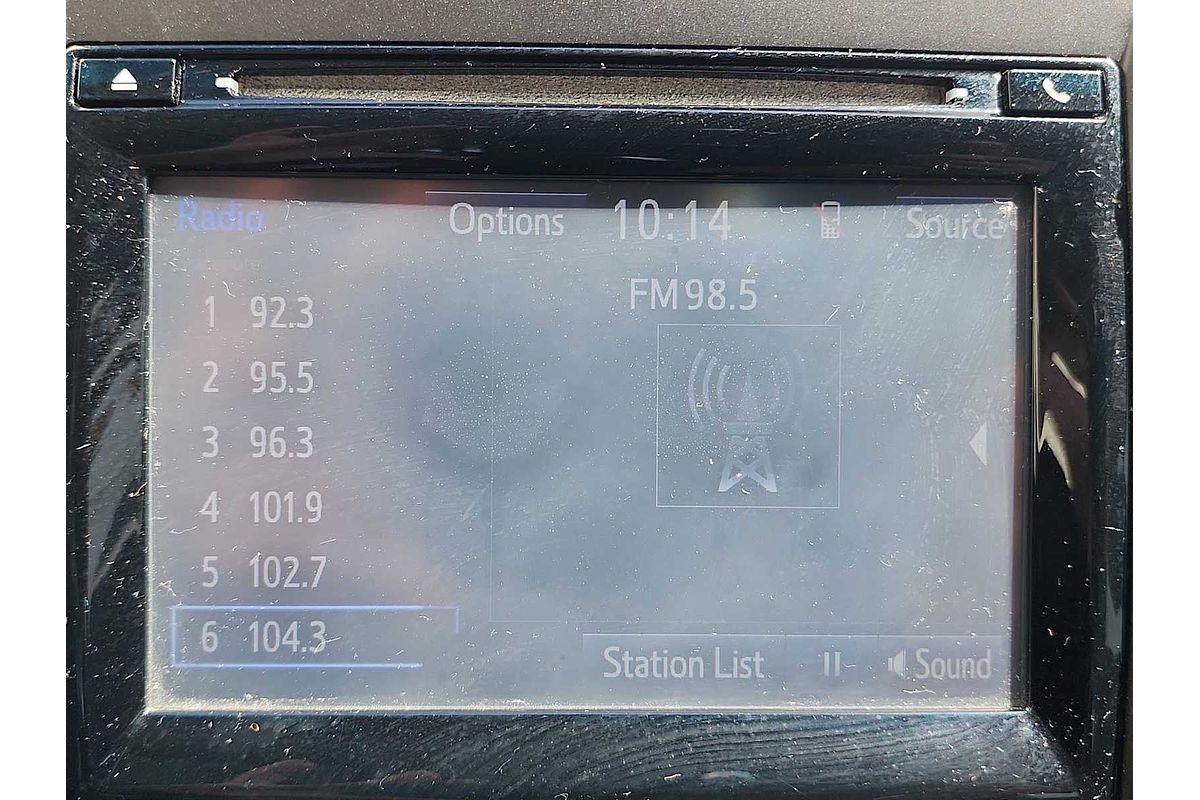 Radio Options 10:14 Source
FM 98.5
1 92.3
2 95.5
3 96.3
4 101.9
5 102.7
6 104.3
Station List Sound